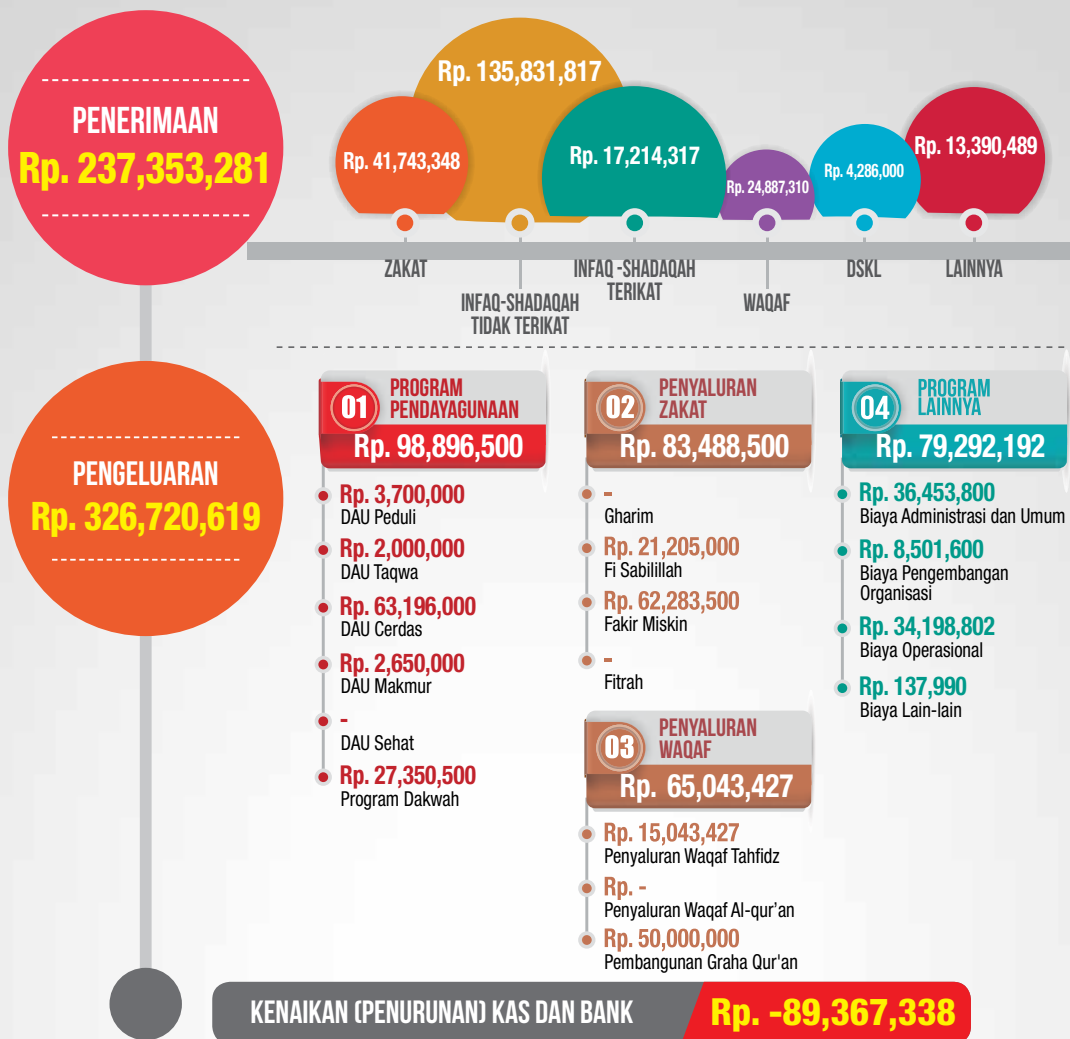 PENERIMAAN
Rp. 237,353,281
Rp. 41,743,348
Rp. 135,831,817
Rp. 17,214,317
Rp. 24,887,310
Rp. 4,286,000
Rp. 13,390,489
ZAKAT
INFAQ-SHADAQAH
TIDAK TERIKAT
INFAQ -SHADAQAH
TERIKAT
WAQAF
DSKL
LAINNYA
PENGELUARAN
Rp. 326,720,619
01
PROGRAM
PENDAYAGUNAAN
Rp. 98,896,500
Rp. 3,700,000
DAU Peduli
Rp. 2,000,000
DAU Taqwa
Rp. 63,196,000
DAU Cerdas
Rp. 2,650,000
DAU Makmur
-
DAU Sehat
Rp. 27,350,500
Program Dakwah
02
PENYALURAN
ZAKAT
Rp. 83,488,500
-
Gharim
Rp. 21,205,000
Fi Sabilillah
Rp. 62,283,500
Fakir Miskin
-
Fitrah
03
PENYALURAN
WAQAF
Rp. 65,043,427
Rp. 15,043,427
Penyaluran Waqaf Tahfidz
Rp. -
Penyaluran Waqaf Al-qur’an
Rp. 50,000,000
Pembangunan Graha Qur'an
04
PROGRAM
LAINNYA
Rp. 79,292,192
Rp. 36,453,800
Biaya Administrasi dan Umum
Rp. 8,501,600
Biaya Pengembangan
Organisasi
Rp. 34,198,802
Biaya Operasional
Rp. 137,990
Biaya Lain-lain
KENAIKAN (PENURUNAN) KAS DAN BANK
Rp. -89,367,338